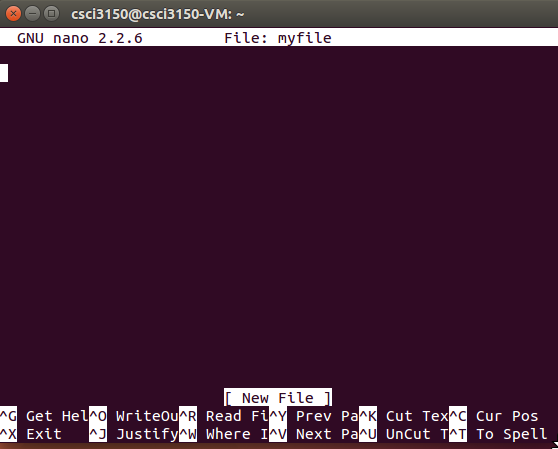 csci3150@csci3150-VM: ~
GNU nano 2.2.6 File: myfile
[ New File ]
^G Get Hel^O WriteOu^R Read Fi^Y Prev Pa^K Cut Tex^C Cur Pos
^X Exit ^J Justify^W Where I^V Next Pa^U UnCut T^T To Spell